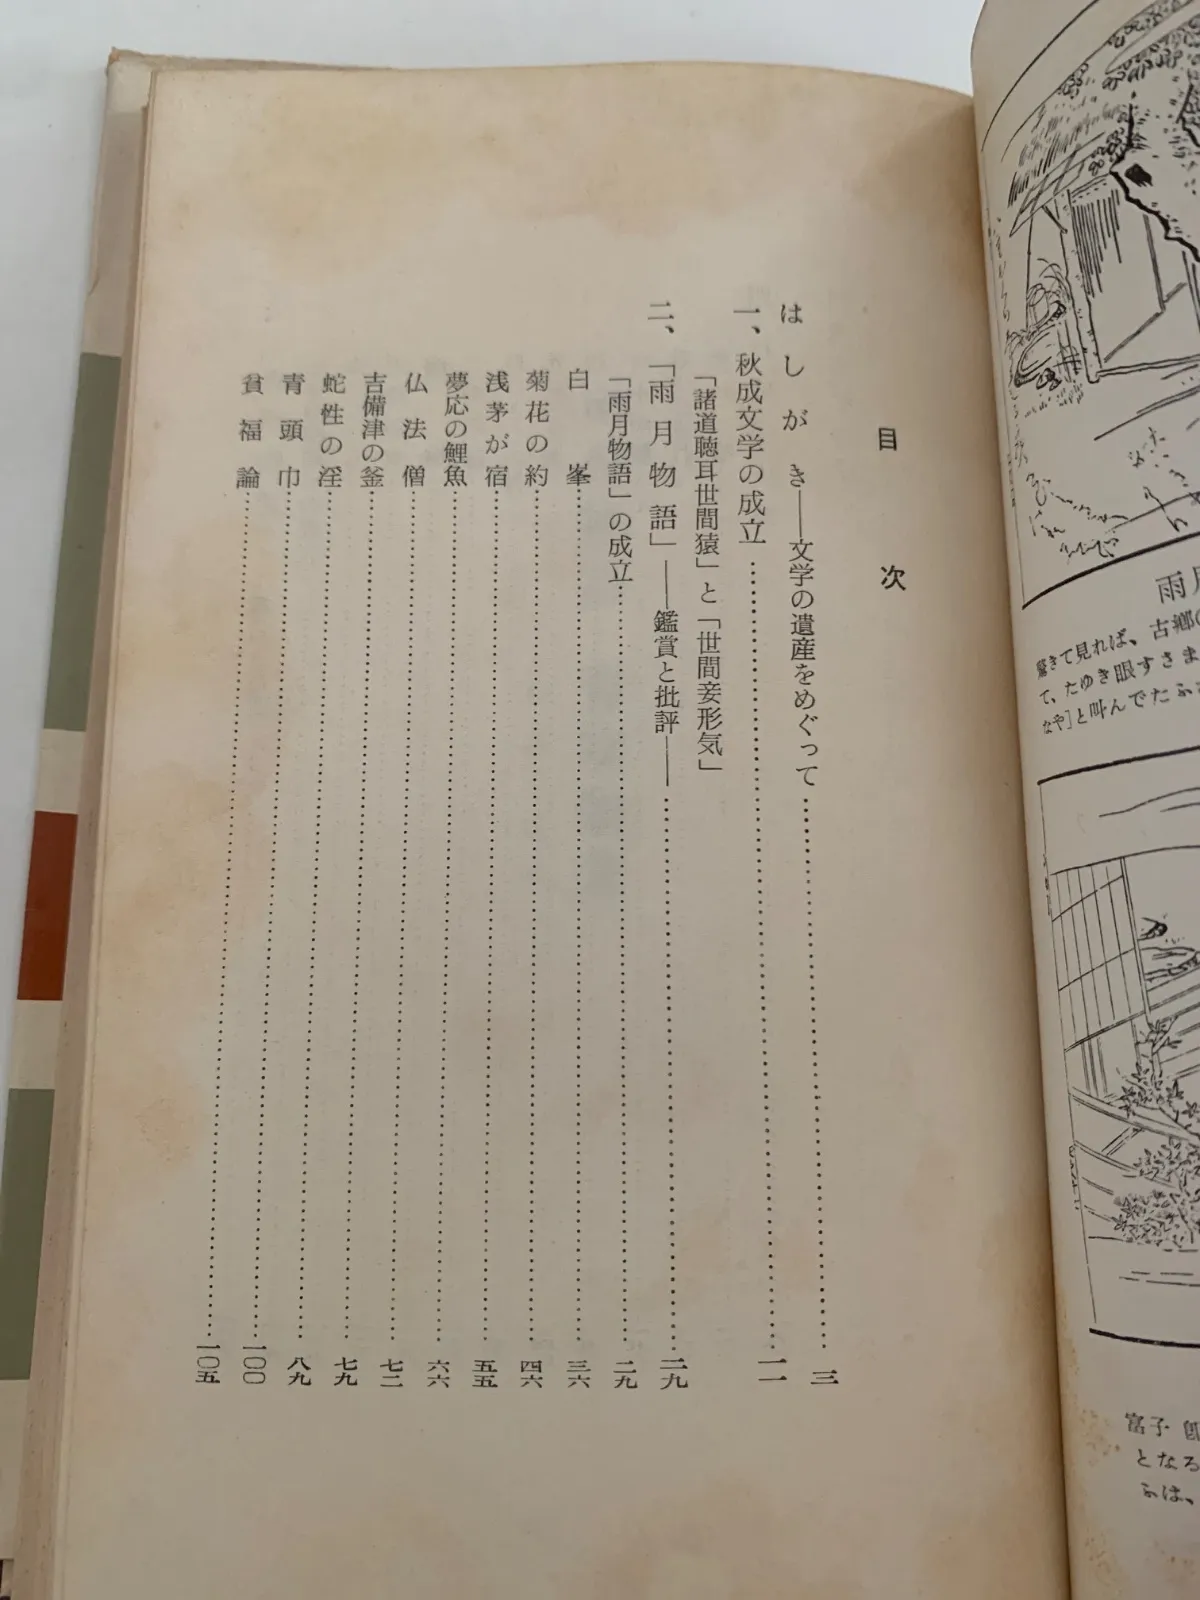 雨月
驚きて見れば、古郷の
て、たゆき眼すさま
なや]と叫んでたふ
富子
となる
ふは、
目次
はしがき——文学の遺産をめぐって……三
一、秋成文学の成立……一一
「諸道聴耳世間猿」と「世間妾形気」
二、「雨月物語」——鑑賞と批評——……二九
「雨月物語」の成立……二九
白峯……三六
菊花の約……四六
浅茅が宿……五五
夢応の鯉魚……六六
仏法僧……七二
吉備津の釜……七九
蛇性の淫……八九
青頭巾……一〇〇
貧福論……一〇五